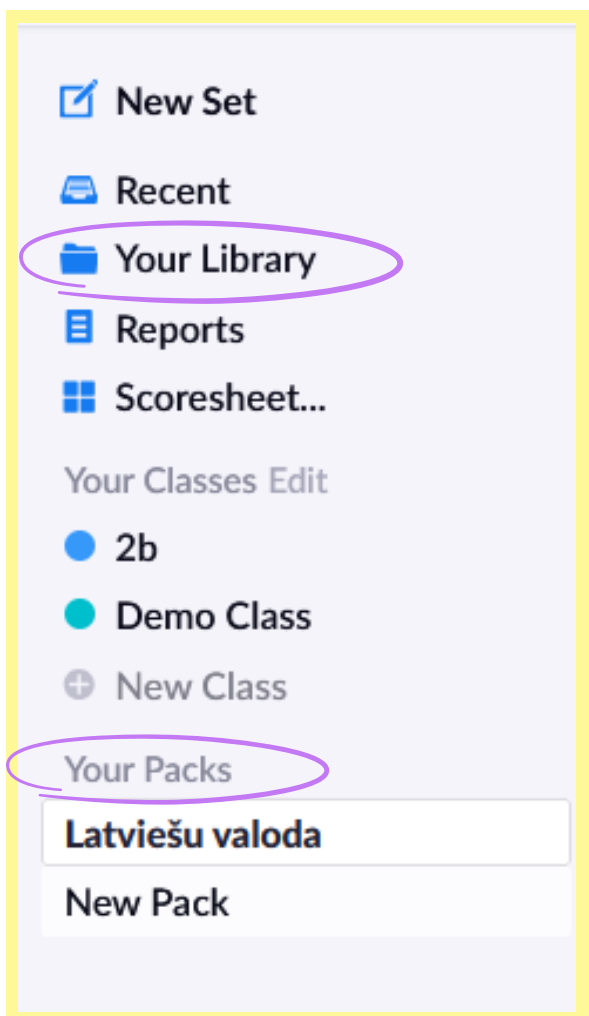 New Set
Recent
Your Library
Reports
Scoresheet...
Your Classes Edit
2b
Demo Class
New Class
Your Packs
Latviešu valoda
New Pack